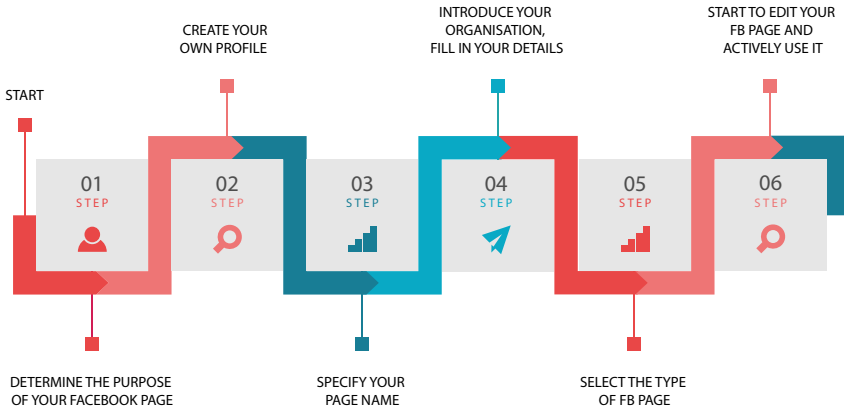 START
01
STEP
DETERMINE THE PURPOSE
OF YOUR FACEBOOK PAGE
CREATE YOUR
OWN PROFILE
02
STEP
03
STEP
SPECIFY YOUR
PAGE NAME
INTRODUCE YOUR
ORGANISATION,
FILL IN YOUR DETAILS
04
STEP
05
STEP
SELECT THE TYPE
OF FB PAGE
START TO EDIT YOUR
FB PAGE AND
ACTIVELY USE IT
06
STEP